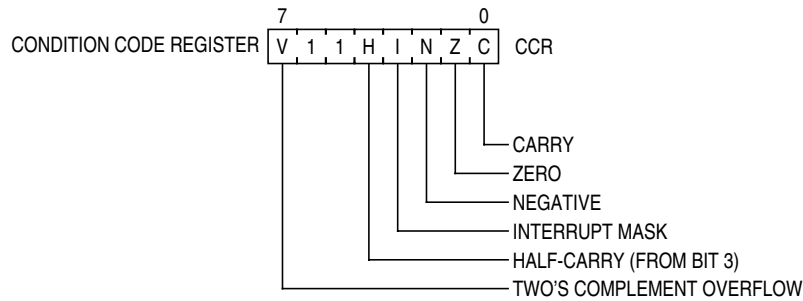 7 0
CONDITION CODE REGISTER V 1 1 H I N Z C CCR
CARRY
ZERO
NEGATIVE
INTERRUPT MASK
HALF-CARRY (FROM BIT 3)
TWO'S COMPLEMENT OVERFLOW